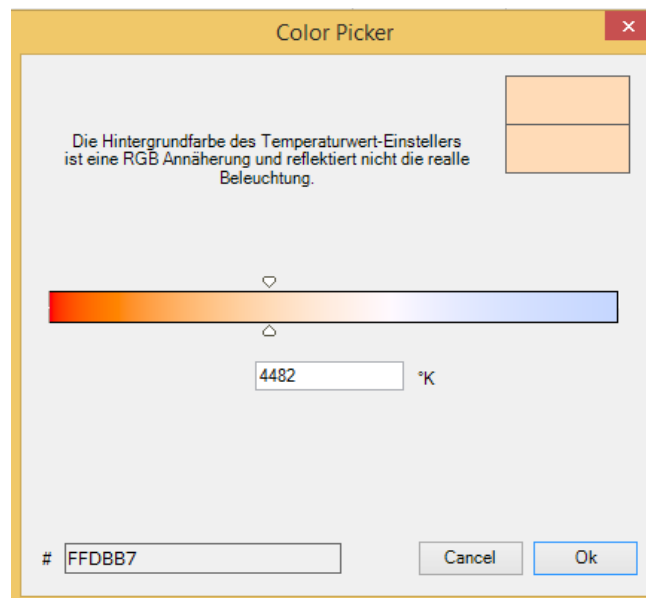 Color Picker
Die Hintergrundfarbe des Temperaturwert-Einstellers
ist eine RGB Annäherung und reflektiert nicht die realle
Beleuchtung.
4482 °K
# FFDBB7 Cancel Ok